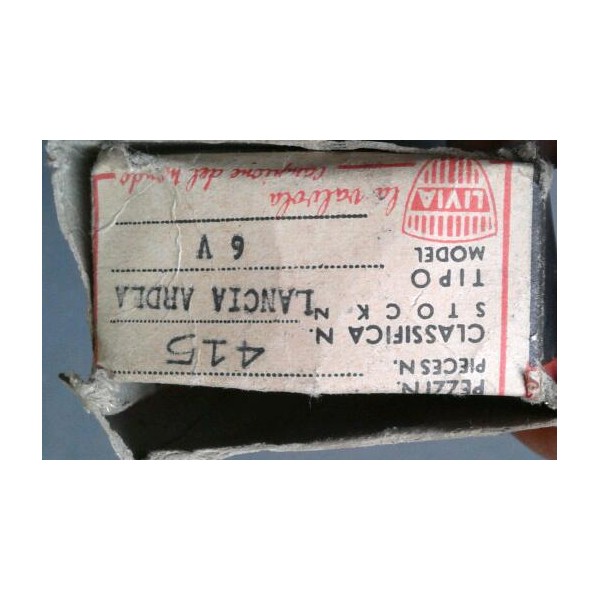 PEZZI N.
PIECES N.
CLASSIFICA N. 415
STOCK N
LANCIA ARDEA
TIPO
MODEL
6 V
LIVIA
la valvola
campione del mondo